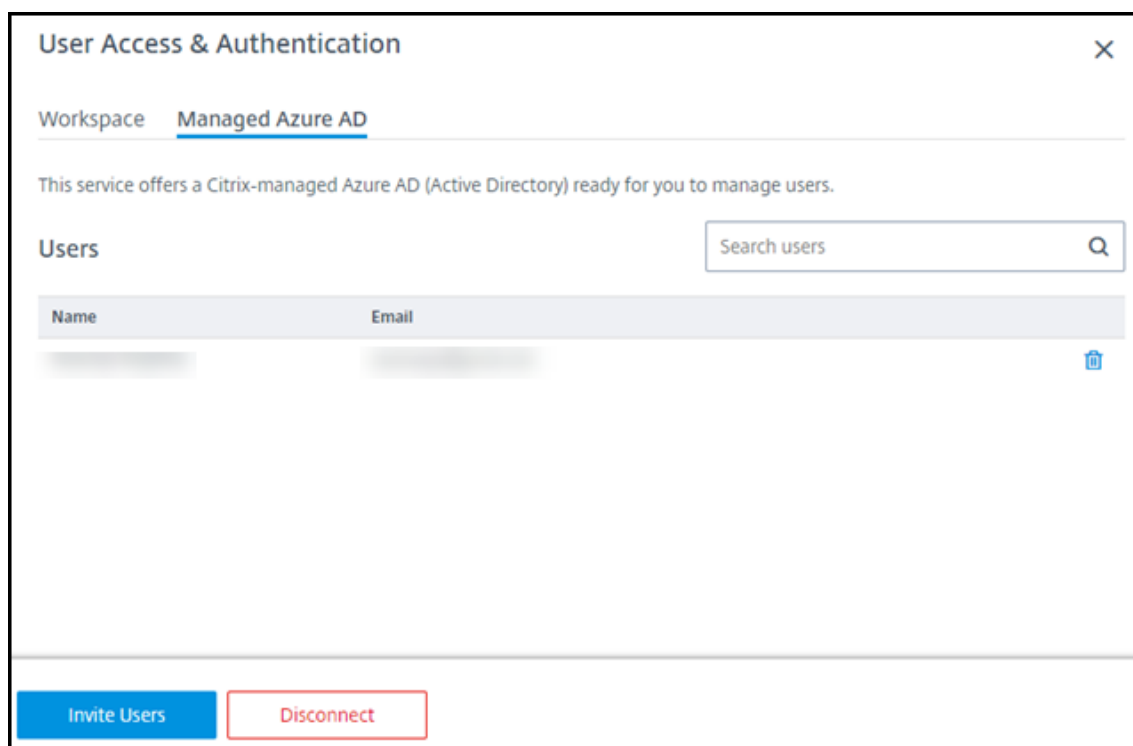 User Access & Authentication
Workspace Managed Azure AD
This service offers a Citrix-managed Azure AD (Active Directory) ready for you to manage users.
Users
Search users
Name Email
Invite Users Disconnect